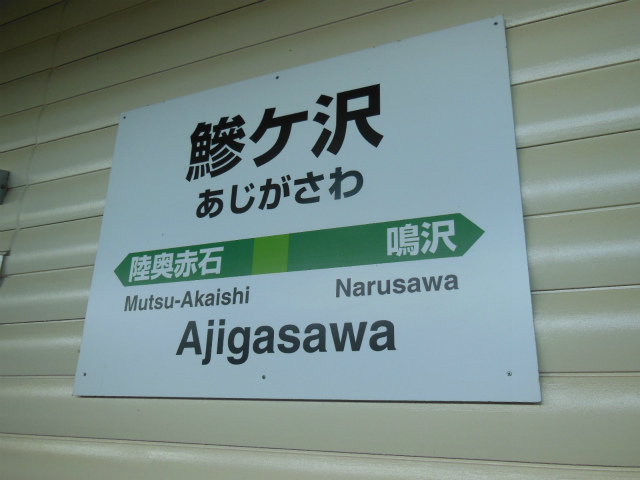 鰺ケ沢
あじがさわ
陸奥赤石 鳴沢
Mutsu-Akaishi Narusawa
Ajigasawa